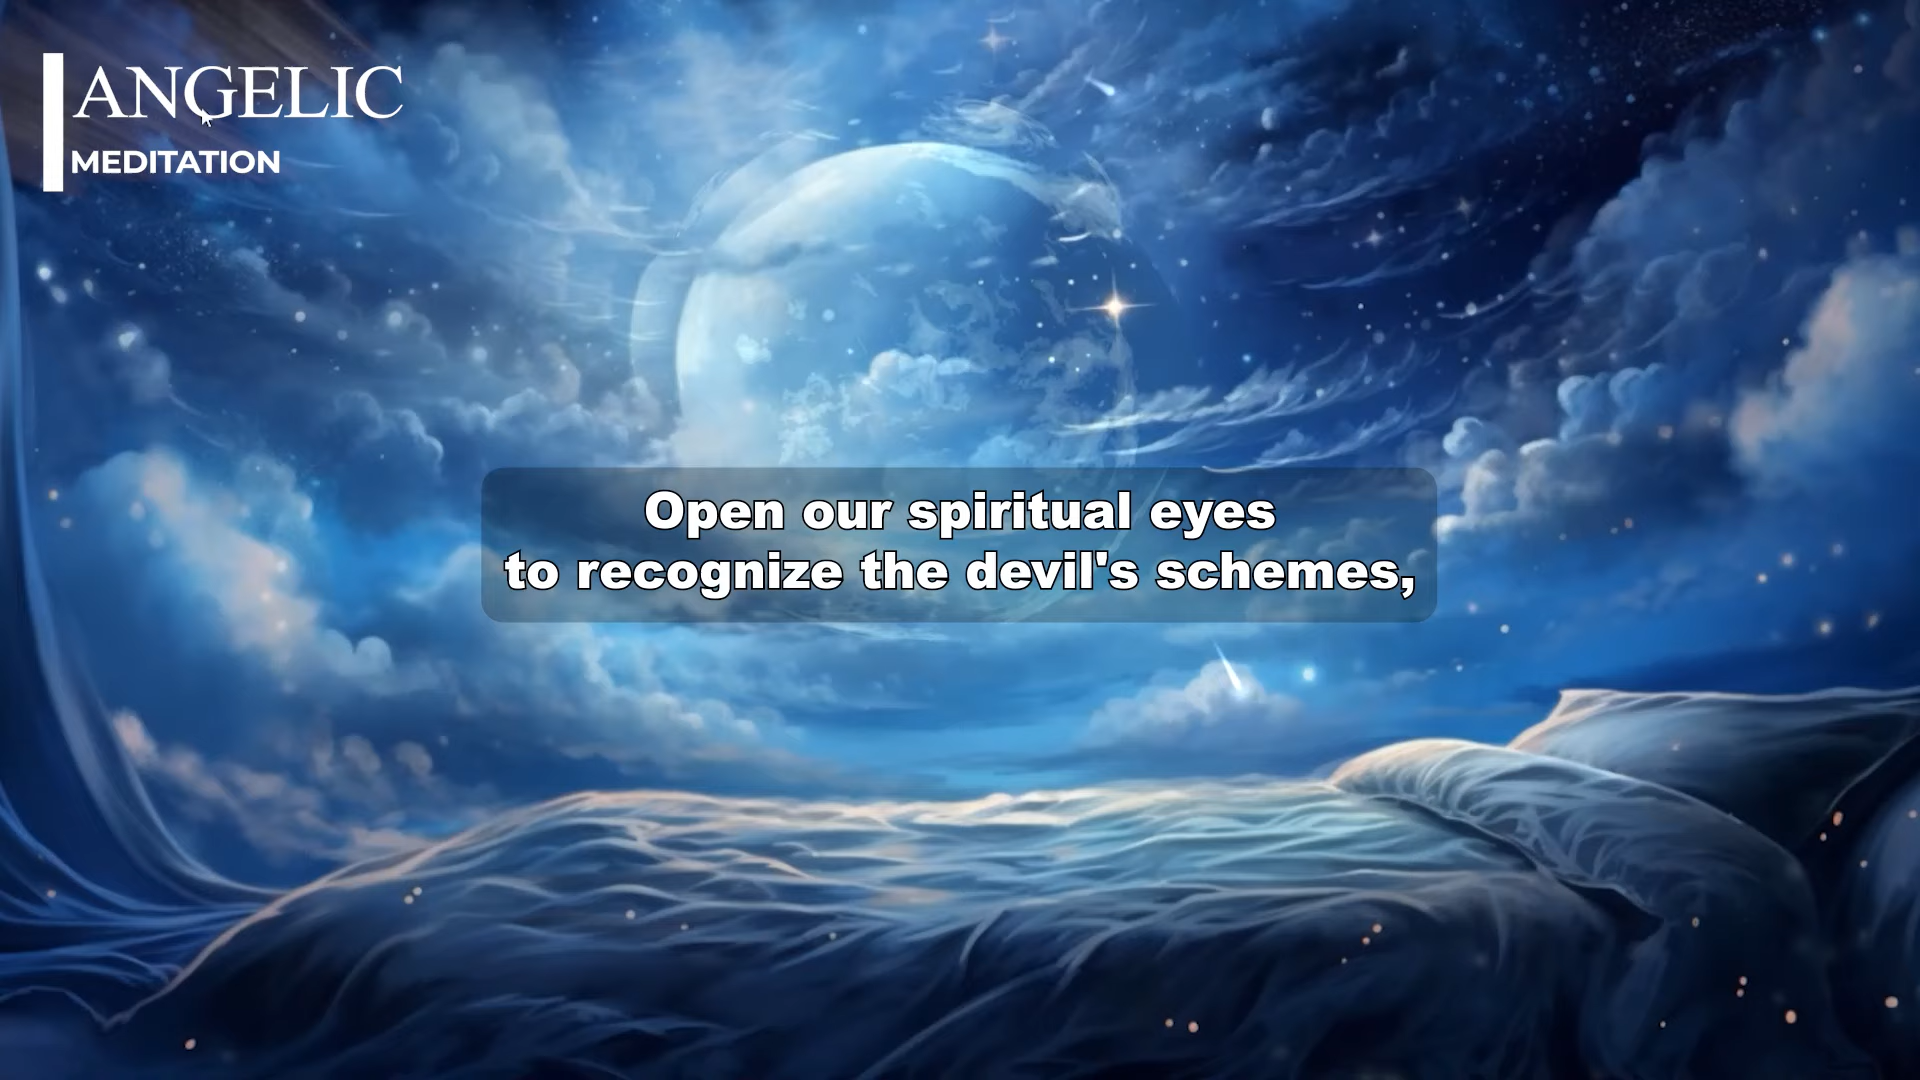 ANGELIC
MEDITATION
Open our spiritual eyes
to recognize the devil's schemes,